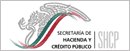 SECRETARÍA DE
HACIENDA Y
CRÉDITO PÚBLICO
SHCP